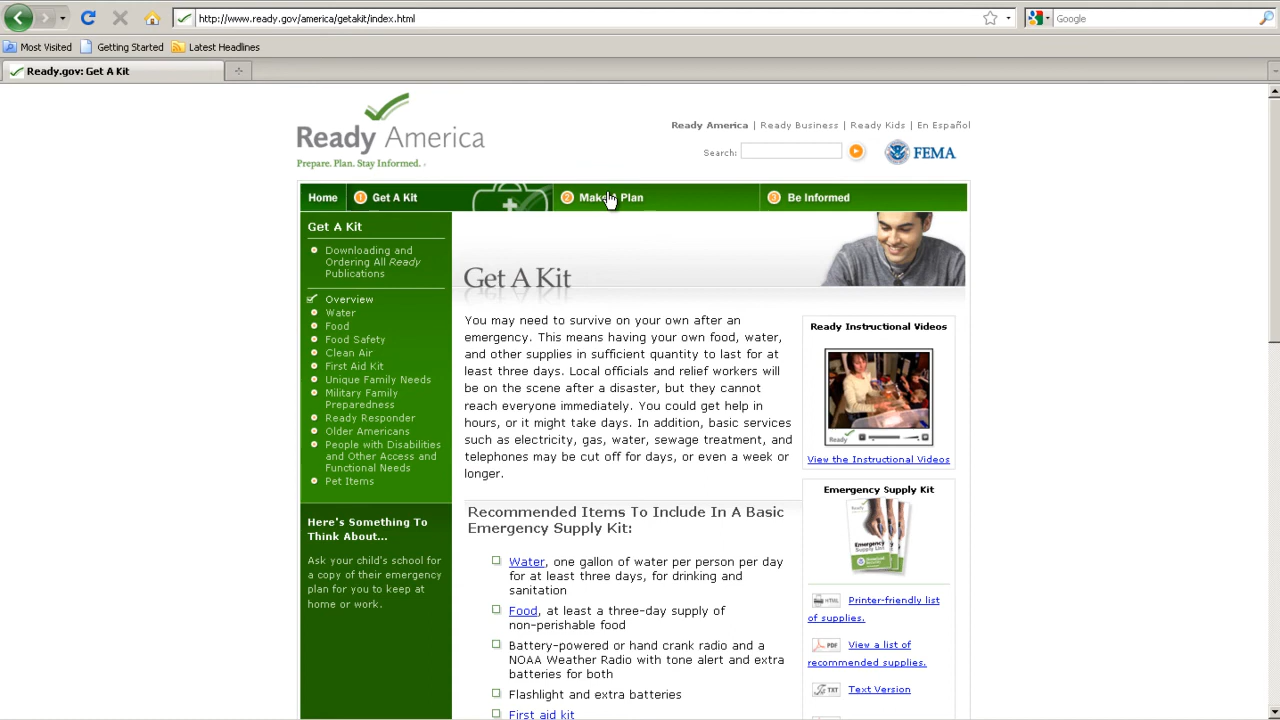 http://www.ready.gov/america/getakit/index.html
Google
Most Visited
Getting Started
Latest Headlines
Ready.gov: Get A Kit
Ready America
Prepare. Plan. Stay Informed.
Ready America | Ready Business | Ready Kids | En Español
Search:
FEMA
Home
1 Get A Kit
2 Make A Plan
3 Be Informed
Get A Kit
Downloading and
Ordering All Ready
Publications
Overview
Water
Food
Food Safety
Clean Air
First Aid Kit
Unique Family Needs
Military Family
Preparedness
Ready Responder
Older Americans
People with Disabilities
and Other Access and
Functional Needs
Pet Items
Here's Something To
Think About...
Ask your child's school for
a copy of their emergency
plan for you to keep at
home or work.
Get A Kit
You may need to survive on your own after an
emergency. This means having your own food, water,
and other supplies in sufficient quantity to last for at
least three days. Local officials and relief workers will
be on the scene after a disaster, but they cannot
reach everyone immediately. You could get help in
hours, or it might take days. In addition, basic services
such as electricity, gas, water, sewage treatment, and
telephones may be cut off for days, or even a week or
longer.
Recommended Items To Include In A Basic
Emergency Supply Kit:
Water, one gallon of water per person per day
for at least three days, for drinking and
sanitation
Food, at least a three-day supply of
non-perishable food
Battery-powered or hand crank radio and a
NOAA Weather Radio with tone alert and extra
batteries for both
Flashlight and extra batteries
First aid kit
Ready Instructional Videos
Ready
View the Instructional Videos
Emergency Supply Kit
Emergency
Supply List
HTML Printer-friendly list
of supplies.
PDF View a list of
recommended supplies.
TXT Text Version